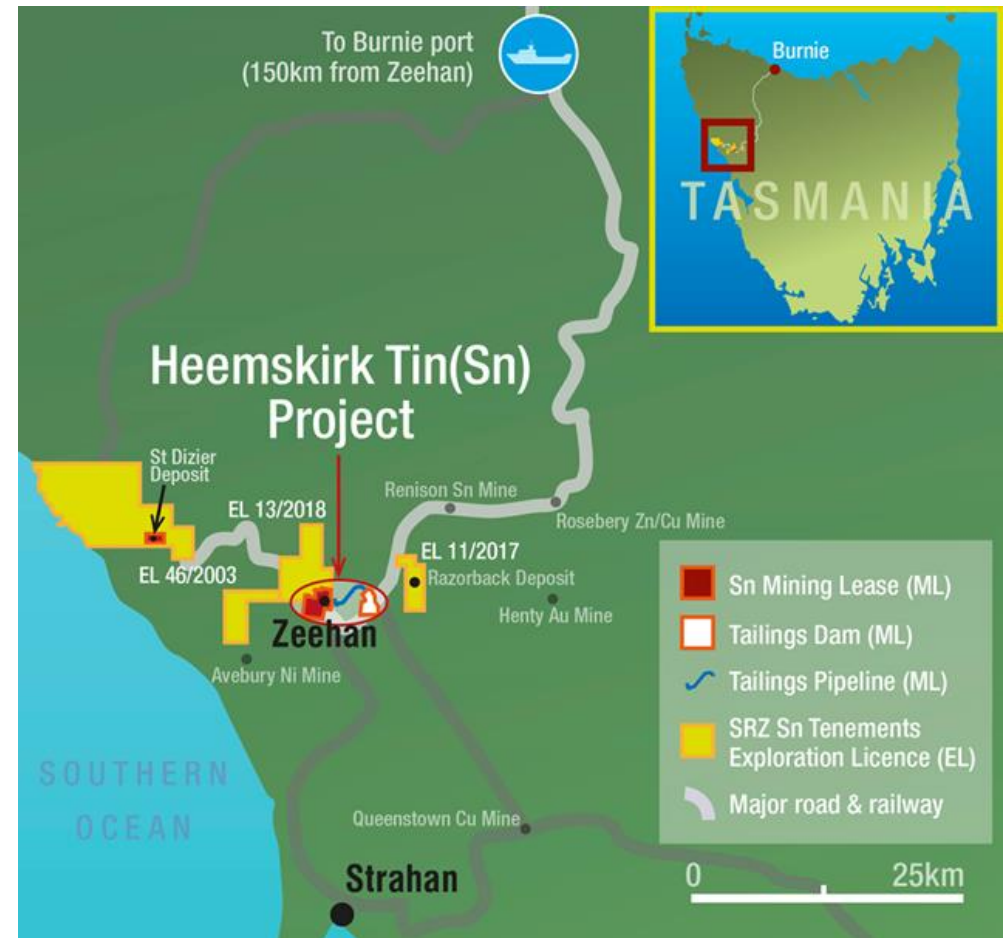 To Burnie port
(150km from Zeehan)
Burnie
TASMANIA
Heemskirk Tin(Sn)
Project
St Dizier
Deposit
EL 13/2018
Renison Sn Mine
Rosebery Zn/Cu Mine
EL 46/2003
EL 11/2017
Razorback Deposit
Henty Au Mine
Zeehan
Avebury Ni Mine
SOUTHERN
OCEAN
Queenstown Cu Mine
Strahan
Sn Mining Lease (ML)
Tailings Dam (ML)
Tailings Pipeline (ML)
SRZ Sn Tenements
Exploration Licence (EL)
Major road & railway
0 25km